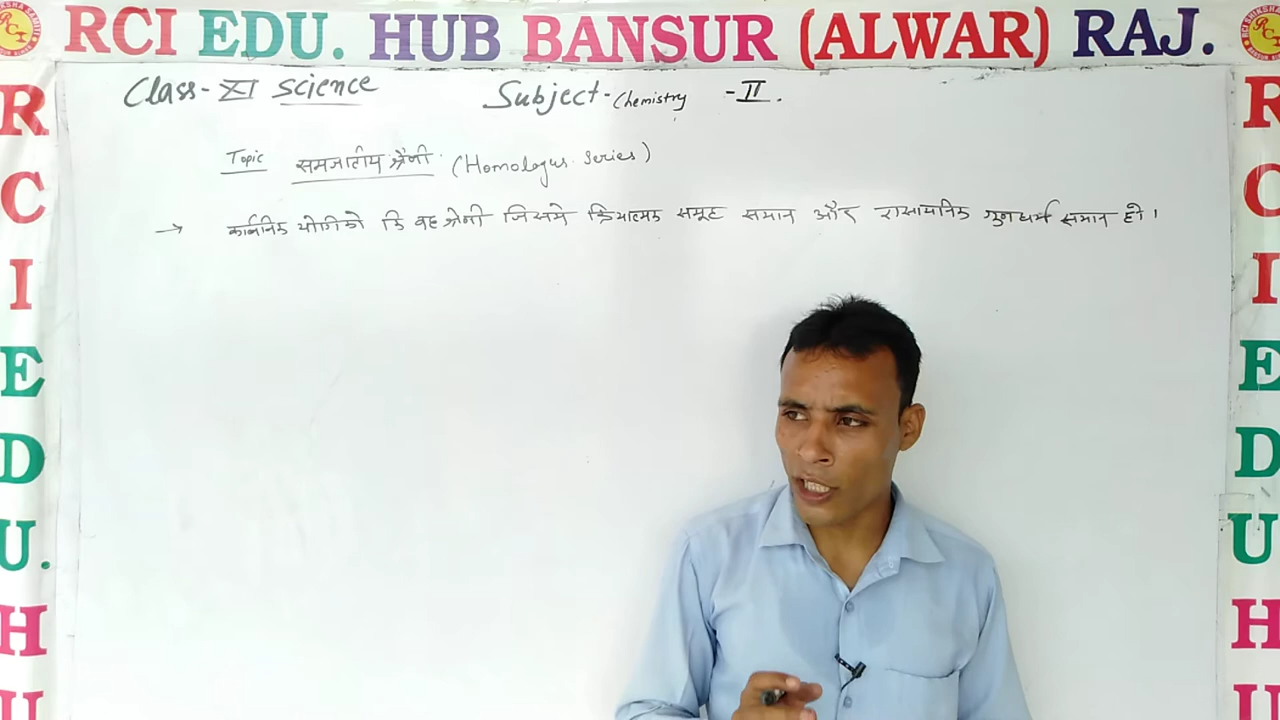 RCI EDU. HUB BANSUR (ALWAR) RAJ.
Class - XI Science Subject - Chemistry - II.
Topic समजातीय श्रेणी (Homologus Series)
→ कार्बनिक योगिको कि वह श्रेणी जिसमे क्रियात्मक समूह समान और रासायनिक गुणधर्म समान हो।
R
C
I
E
D
U.
H
U
R
C
I
E
D
U
H
U